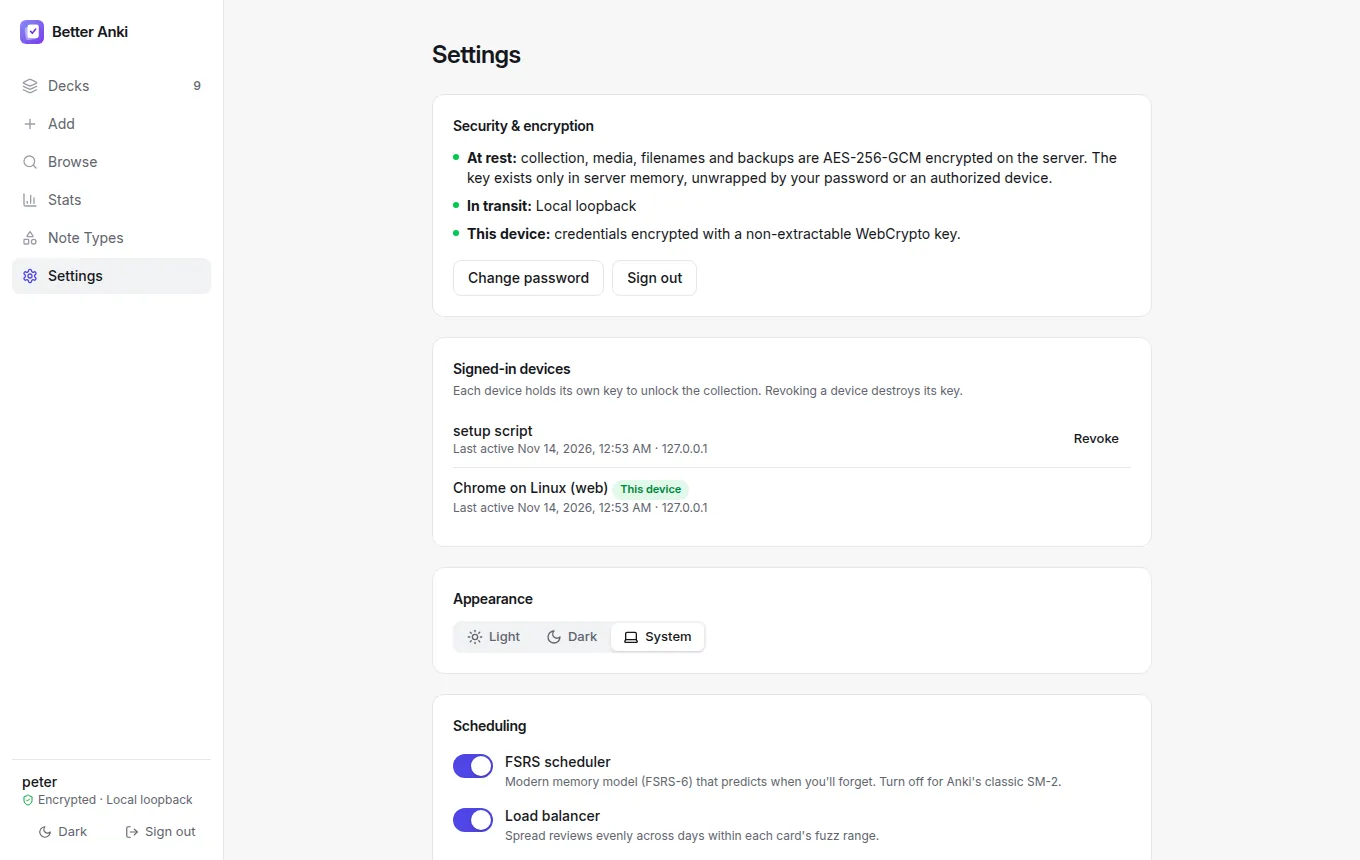 Better Anki
Decks 9
Add
Browse
Stats
Note Types
Settings
peter
Encrypted · Local loopback
Dark Sign out
Settings
Security & encryption
At rest: collection, media, filenames and backups are AES-256-GCM encrypted on the server. The
key exists only in server memory, unwrapped by your password or an authorized device.
In transit: Local loopback
This device: credentials encrypted with a non-extractable WebCrypto key.
Change password Sign out
Signed-in devices
Each device holds its own key to unlock the collection. Revoking a device destroys its key.
setup script
Last active Nov 14, 2026, 12:53 AM · 127.0.0.1
Revoke
Chrome on Linux (web) This device
Last active Nov 14, 2026, 12:53 AM · 127.0.0.1
Appearance
Light Dark System
Scheduling
FSRS scheduler
Modern memory model (FSRS-6) that predicts when you'll forget. Turn off for Anki's classic SM-2.
Load balancer
Spread reviews evenly across days within each card's fuzz range.